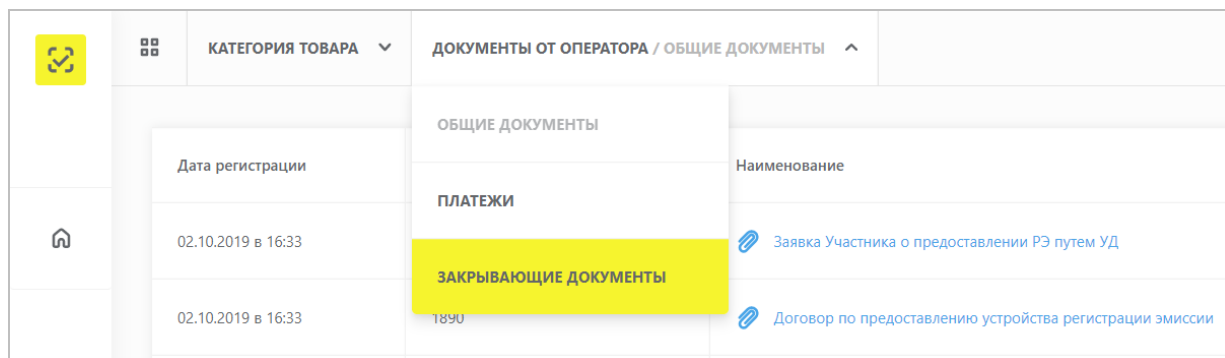 КАТЕГОРИЯ ТОВАРА
ДОКУМЕНТЫ ОТ ОПЕРАТОРА / ОБЩИЕ ДОКУМЕНТЫ
ОБЩИЕ ДОКУМЕНТЫ
ПЛАТЕЖИ
ЗАКРЫВАЮЩИЕ ДОКУМЕНТЫ
Дата регистрации
Наименование
02.10.2019 в 16:33
Заявка Участника о предоставлении РЭ путем УД
02.10.2019 в 16:33
1890
Договор по предоставлению устройства регистрации эмиссии